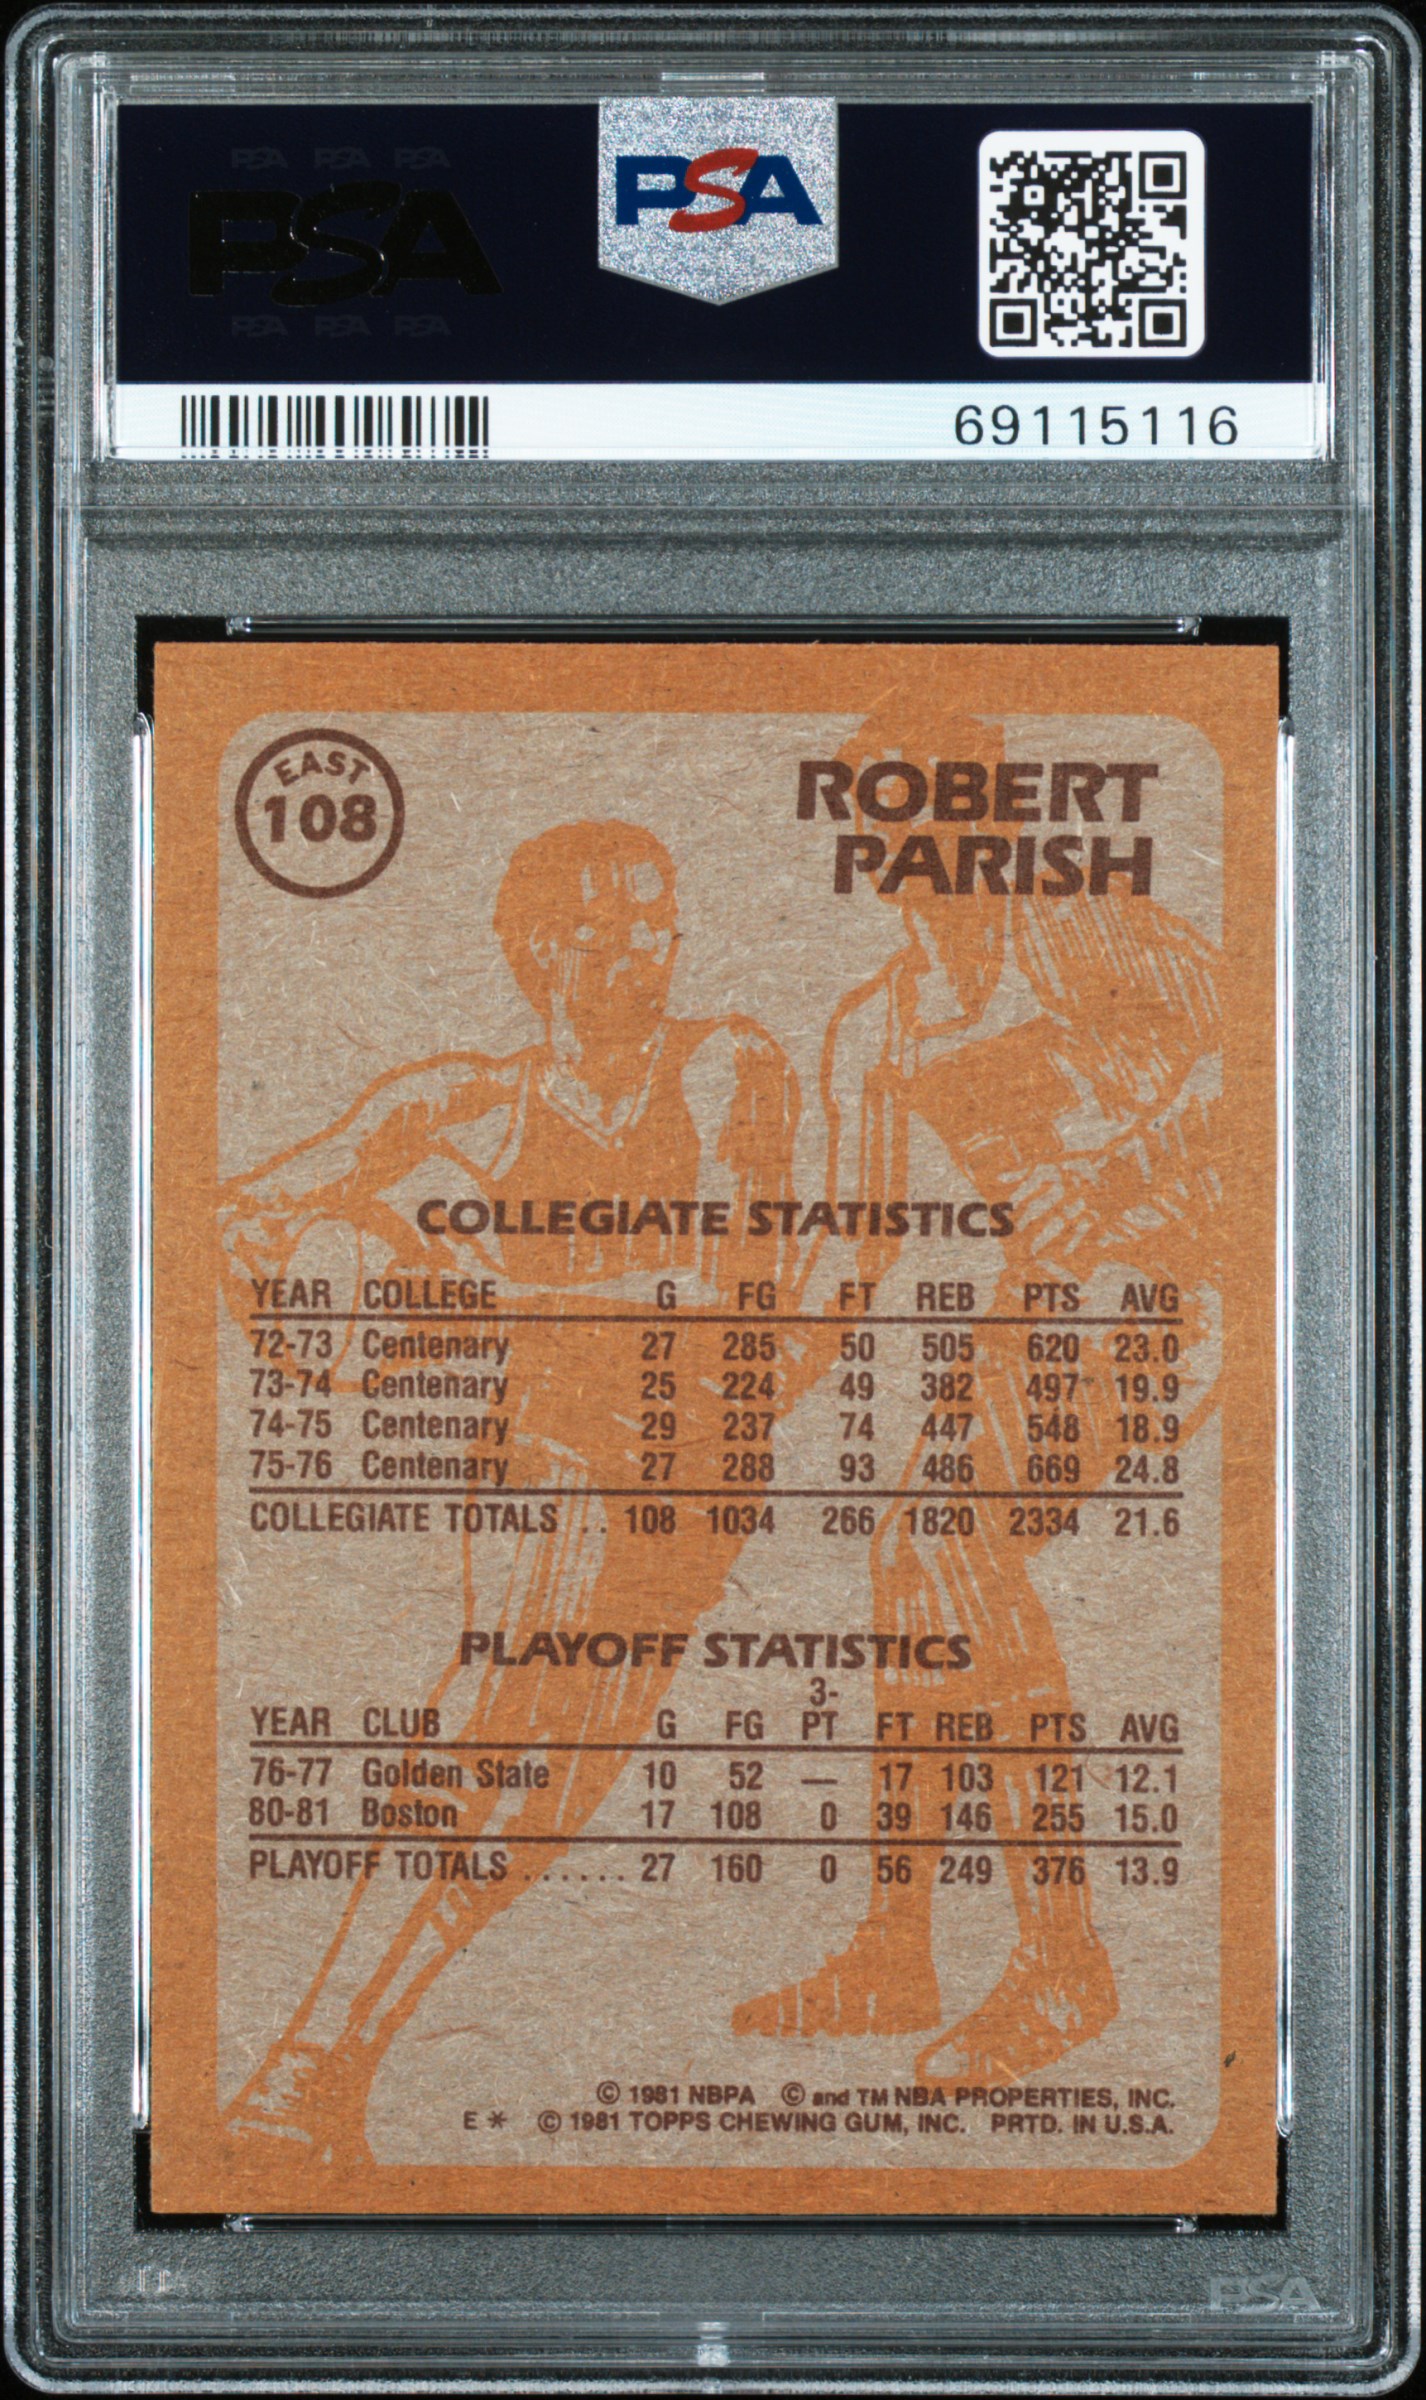 PSA PSA PSA
PSA
PSA PSA PSA
PSA
69115116
EAST
108
ROBERT
PARISH
COLLEGIATE STATISTICS
YEAR COLLEGE G FG FT REB PTS AVG
72-73 Centenary 27 285 50 505 620 23.0
73-74 Centenary 25 224 49 382 497 19.9
74-75 Centenary 29 237 74 447 548 18.9
75-76 Centenary 27 288 93 486 669 24.8
COLLEGIATE TOTALS .. 108 1034 266 1820 2334 21.6
PLAYOFF STATISTICS
3-
YEAR CLUB G FG PT FT REB PTS AVG
76-77 Golden State 10 52 — 17 103 121 12.1
80-81 Boston 17 108 0 39 146 255 15.0
PLAYOFF TOTALS ...... 27 160 0 56 249 376 13.9
© 1981 NBPA © and TM NBA PROPERTIES, INC.
E * © 1981 TOPPS CHEWING GUM, INC. PRTD. IN U.S.A.
PSA